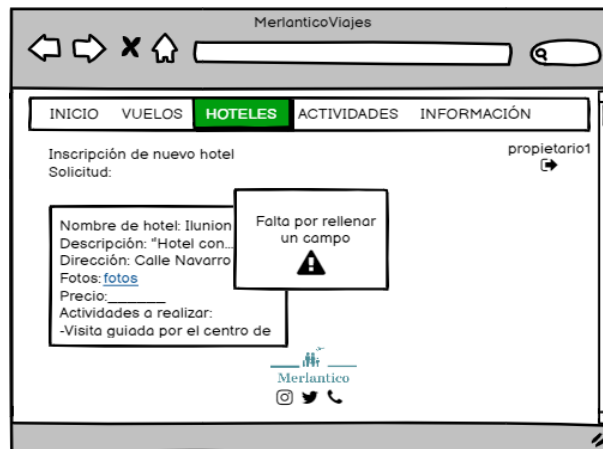 MerlanticoViajes
INICIO VUELOS HOTELES ACTIVIDADES INFORMACIÓN
propietario1
Inscripción de nuevo hotel
Solicitud:
Nombre de hotel: Ilunion
Descripción: "Hotel con...
Dirección: Calle Navarro
Fotos: fotos
Precio:______
Actividades a realizar:
-Visita guiada por el centro de
Falta por rellenar
un campo
Merlantico